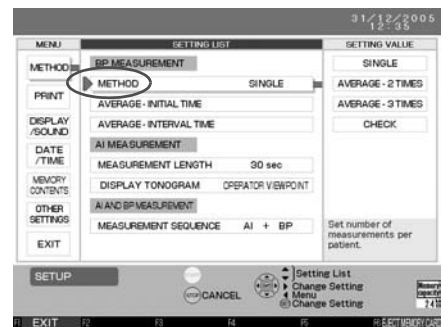 31/12/2005
12:35
MENU
SETTING LIST
SETTING VALUE
METHOD
BP MEASUREMENT
SINGLE
METHOD SINGLE
AVERAGE - 2 TIMES
PRINT
AVERAGE - INITIAL TIME
AVERAGE - 3 TIMES
DISPLAY
/SOUND
AVERAGE - INTERVAL TIME
CHECK
DATE
/TIME
AI MEASUREMENT
MEASUREMENT LENGTH 30 sec
MEMORY
CONTENTS
DISPLAY TONOGRAM OPERATOR VIEWPOINT
OTHER
SETTINGS
AI AND BP MEASUREMENT
MEASUREMENT SEQUENCE AI + BP
EXIT
Set number of
measurements per
patient.
SETUP
CANCEL
Setting List
Change Setting
Menu
Change Setting
Memory
capacity
F1 EXIT F2 F3 F4 F5 F6 EJECT MEMORY CARD